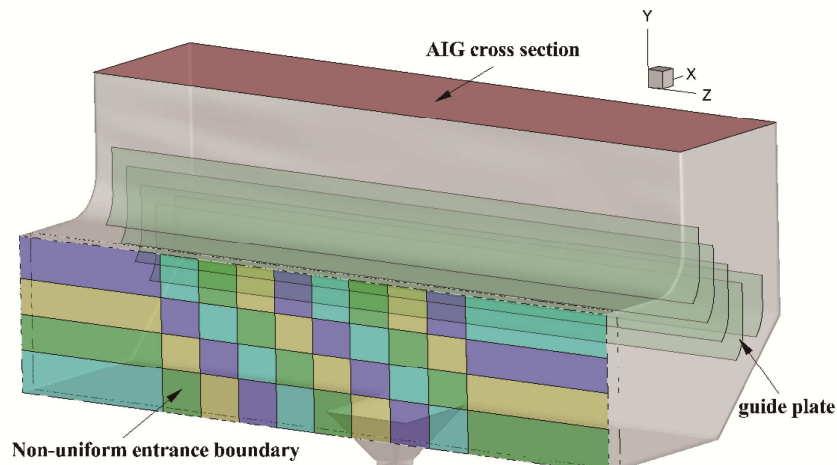 AIG cross section
Y
X
Z
guide plate
Non-uniform entrance boundary